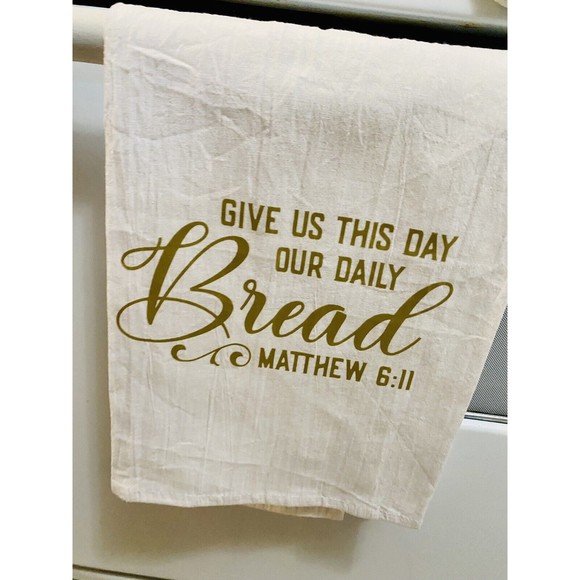 GIVE US THIS DAY
OUR DAILY
Bread
MATTHEW 6:11